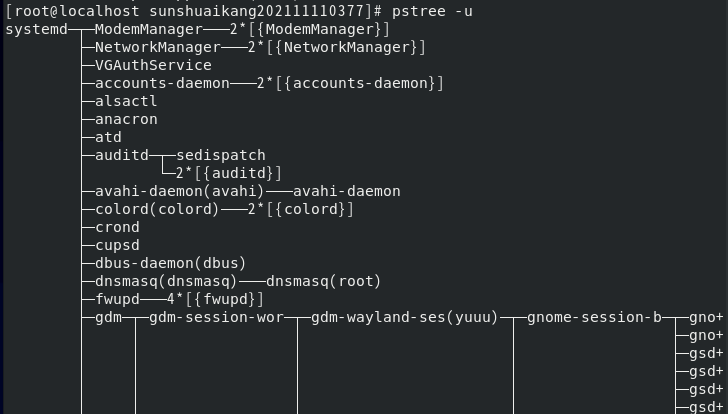 [root@localhost sunshuaikang202111110377]# pstree -u
systemd─┬─ModemManager───2*[{ModemManager}]
        ├─NetworkManager───2*[{NetworkManager}]
        ├─VGAuthService
        ├─accounts-daemon───2*[{accounts-daemon}]
        ├─alsactl
        ├─anacron
        ├─atd
        ├─auditd─┬─sedispatch
        │        └─2*[{auditd}]
        ├─avahi-daemon(avahi)───avahi-daemon
        ├─colord(colord)───2*[{colord}]
        ├─crond
        ├─cupsd
        ├─dbus-daemon(dbus)
        ├─dnsmasq(dnsmasq)───dnsmasq(root)
        ├─fwupd───4*[{fwupd}]
        ├─gdm─┬─gdm-session-wor─┬─gdm-wayland-ses(yuuu)─┬─gnome-session-b─┬─gno+
        │     │                 │                       │                 ├─gno+
        │     │                 │                       │                 ├─gsd+
        │     │                 │                       │                 ├─gsd+
        │     │                 │                       │                 ├─gsd+
        │     │                 │                       │                 ├─gsd+